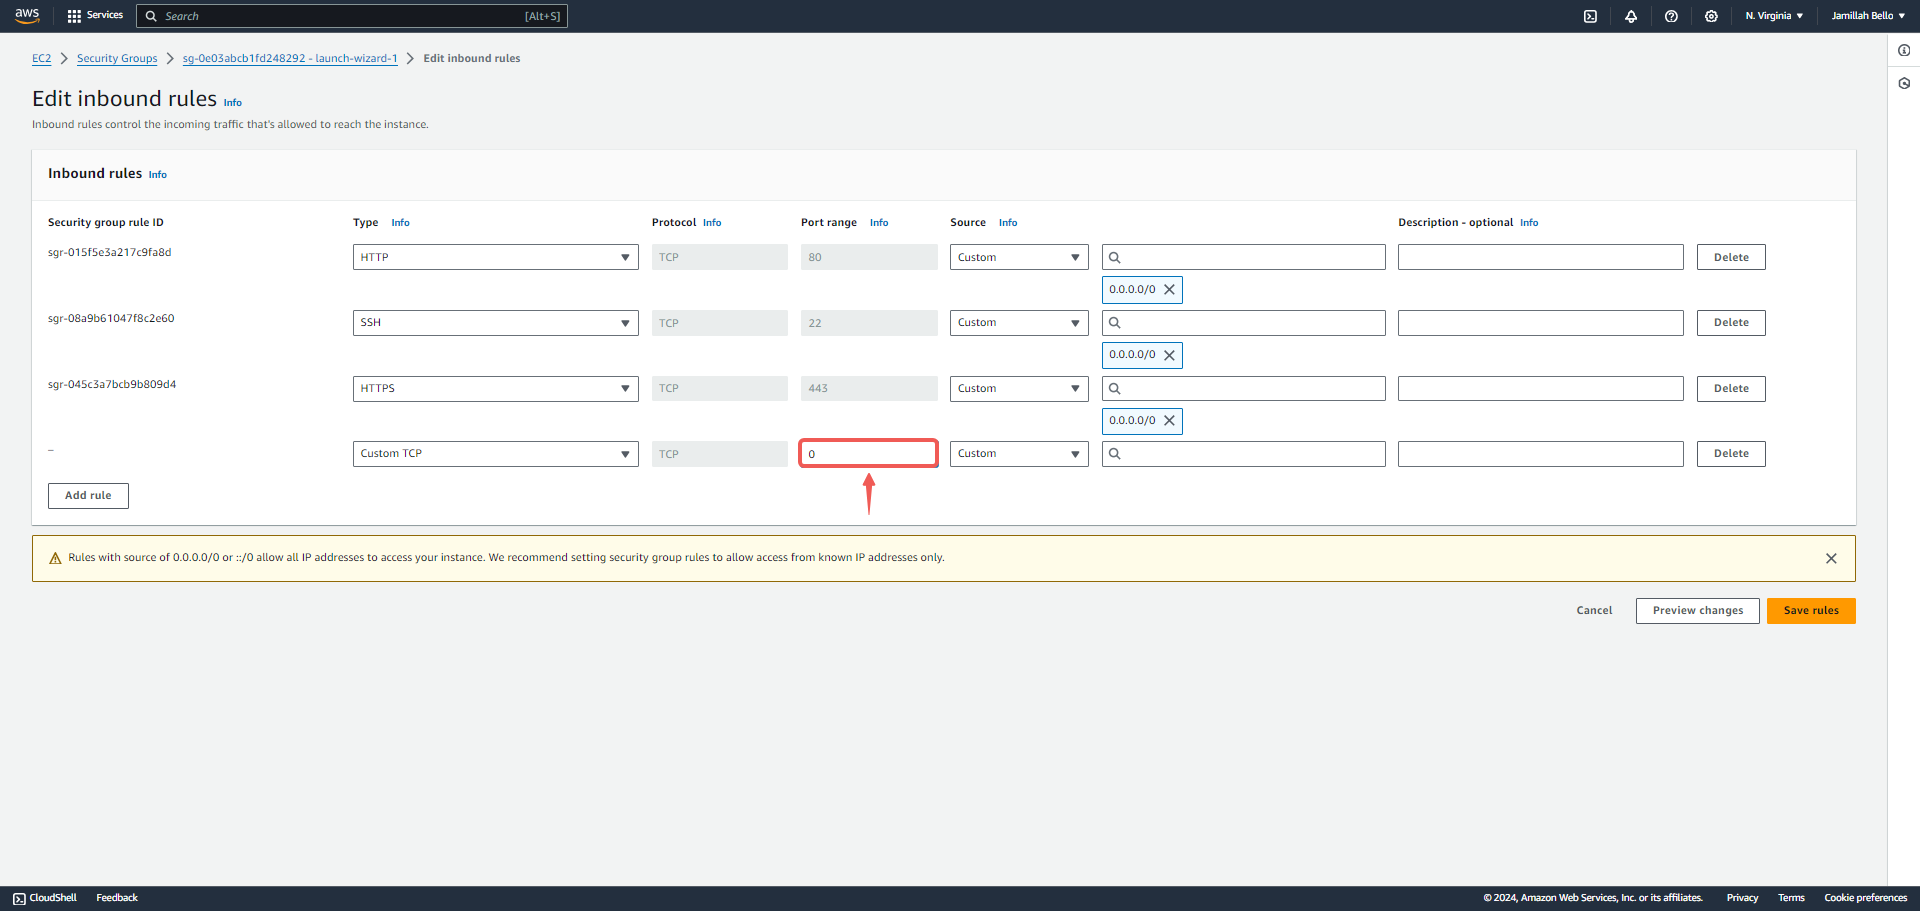 aws Services Search [Alt+S] N. Virginia Jamillah Bello
EC2 Security Groups sg-0e03abcb1fd248292 - launch-wizard-1 Edit inbound rules
Edit inbound rules Info
Inbound rules control the incoming traffic that's allowed to reach the instance.
Inbound rules Info
Security group rule ID Type Info Protocol Info Port range Info Source Info Description - optional Info
sgr-015f5e3a217c9fa8d HTTP TCP 80 Custom Delete
0.0.0.0/0
sgr-08a9b61047f8c2e60 SSH TCP 22 Custom Delete
0.0.0.0/0
sgr-045c3a7bcb9b809d4 HTTPS TCP 443 Custom Delete
0.0.0.0/0
– Custom TCP TCP 0 Custom Delete
Add rule
Rules with source of 0.0.0.0/0 or ::/0 allow all IP addresses to access your instance. We recommend setting security group rules to allow access from known IP addresses only.
Cancel Preview changes Save rules
CloudShell Feedback © 2024, Amazon Web Services, Inc. or its affiliates. Privacy Terms Cookie preferences